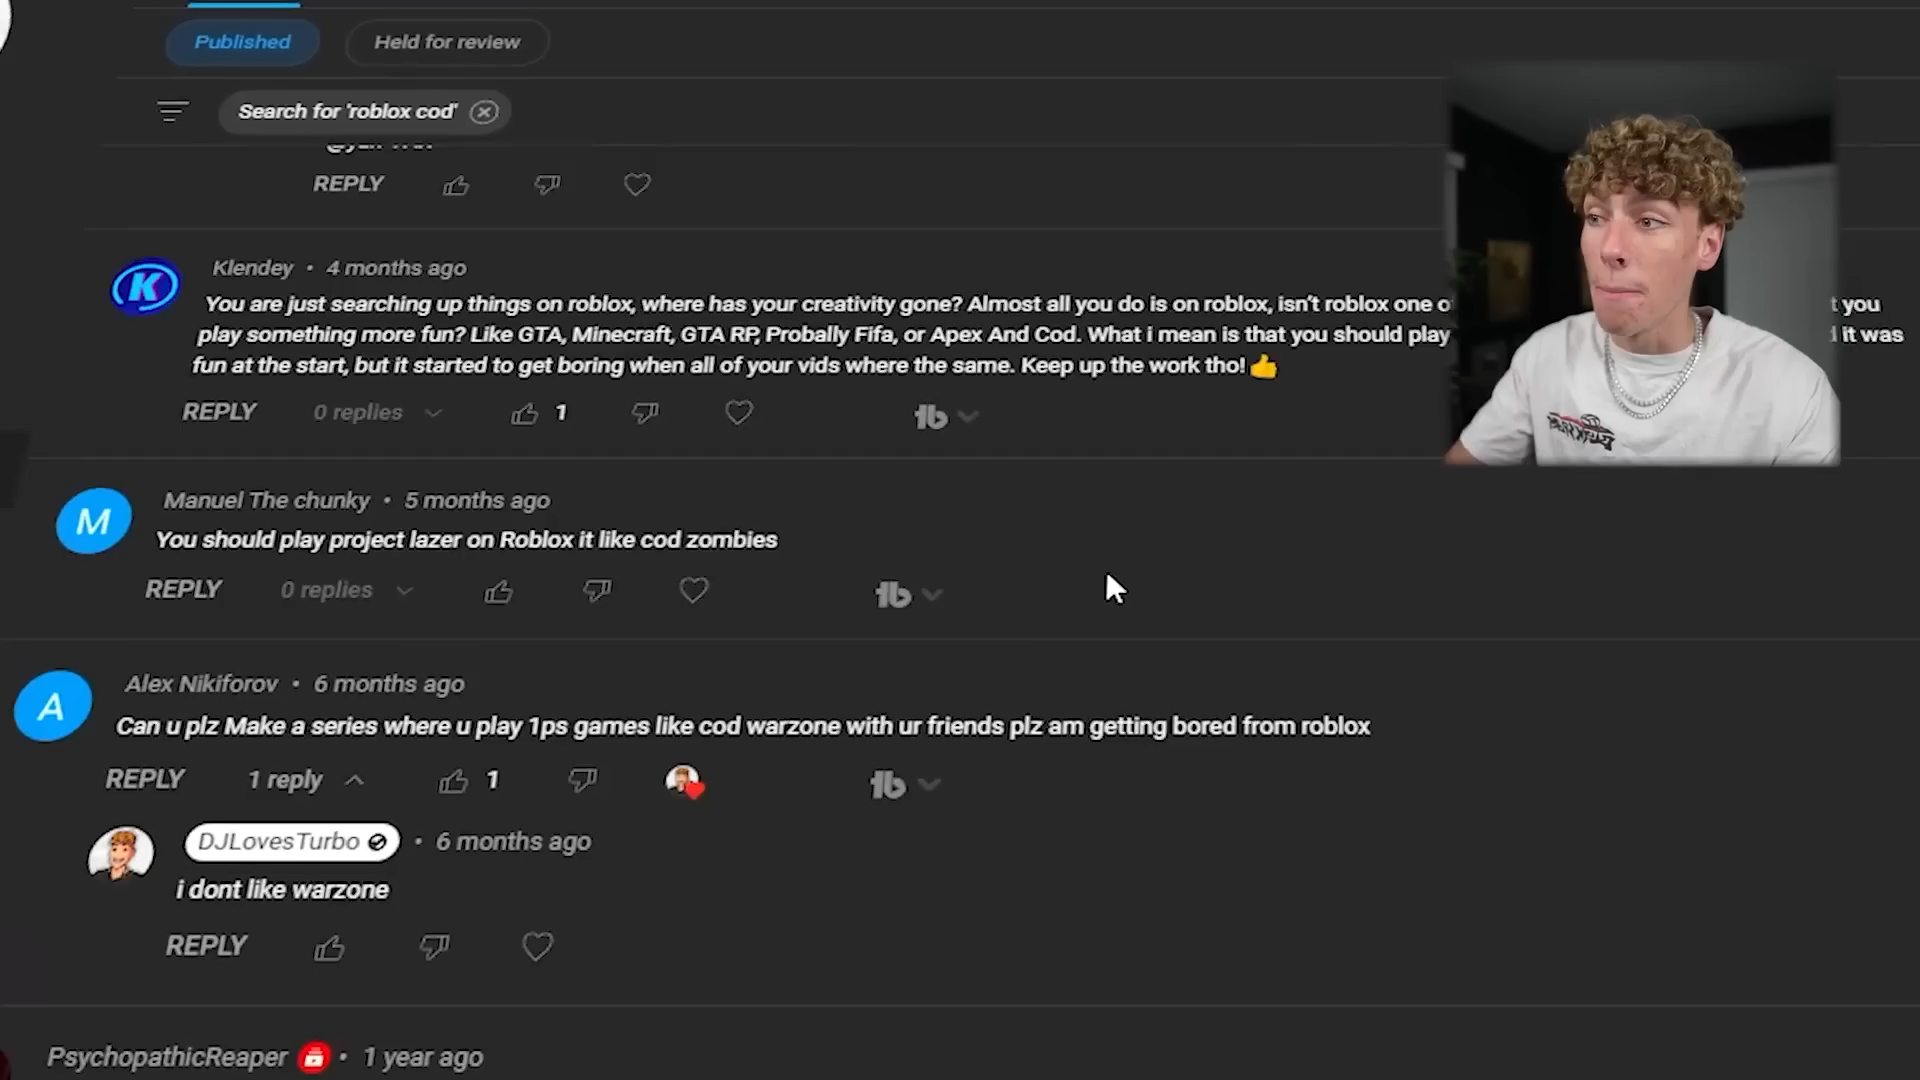 Published
Held for review
Search for 'roblox cod'
REPLY
Klendey • 4 months ago
You are just searching up things on roblox, where has your creativity gone? Almost all you do is on roblox, isn't roblox one t you
play something more fun? Like GTA, Minecraft, GTA RP, Probally Fifa, or Apex And Cod. What i mean is that you should play it was
fun at the start, but it started to get boring when all of your vids where the same. Keep up the work tho! 👍
REPLY 0 replies 1
M
Manuel The chunky • 5 months ago
You should play project lazer on Roblox it like cod zombies
REPLY 0 replies
A
Alex Nikiforov • 6 months ago
Can u plz Make a series where u play 1ps games like cod warzone with ur friends plz am getting bored from roblox
REPLY 1 reply 1
DJLovesTurbo • 6 months ago
i dont like warzone
REPLY
PsychopathicReaper • 1 year ago